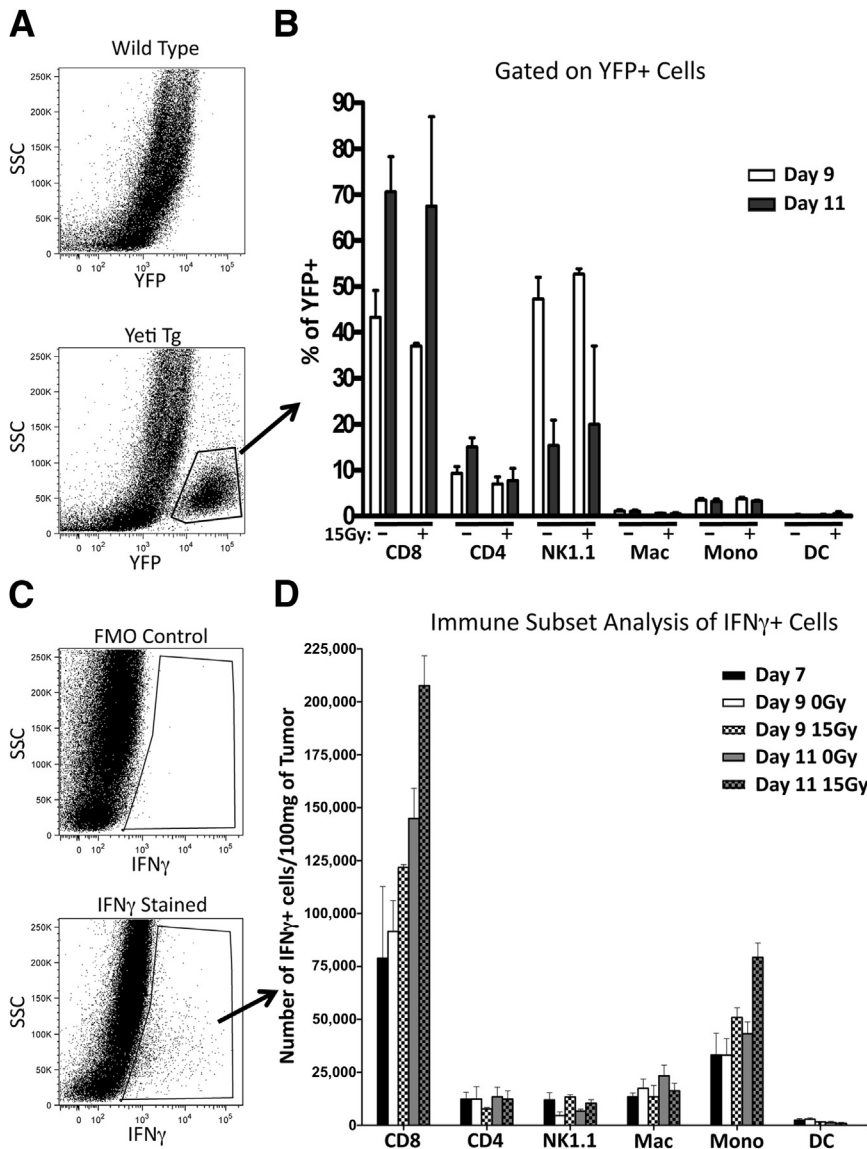 A
Wild Type
250K
200K
150K
100K
50K
0
SSC
0 10² 10³ 10⁴ 10⁵
YFP
Yeti Tg
250K
200K
150K
100K
50K
0
SSC
0 10² 10³ 10⁴ 10⁵
YFP
B
Gated on YFP+ Cells
90
80
70
60
50
40
30
20
10
0
% of YFP+
Day 9
Day 11
15Gy: − + − + − + − + − + − +
CD8 CD4 NK1.1 Mac Mono DC
C
FMO Control
250K
200K
150K
100K
50K
0
SSC
0 10² 10³ 10⁴ 10⁵
IFNγ
IFNγ Stained
250K
200K
150K
100K
50K
0
SSC
0 10² 10³ 10⁴ 10⁵
IFNγ
D
Immune Subset Analysis of IFNγ+ Cells
225,000
200,000
175,000
150,000
125,000
100,000
75,000
50,000
25,000
0
Number of IFNγ+ cells/100mg of Tumor
Day 7
Day 9 0Gy
Day 9 15Gy
Day 11 0Gy
Day 11 15Gy
CD8 CD4 NK1.1 Mac Mono DC